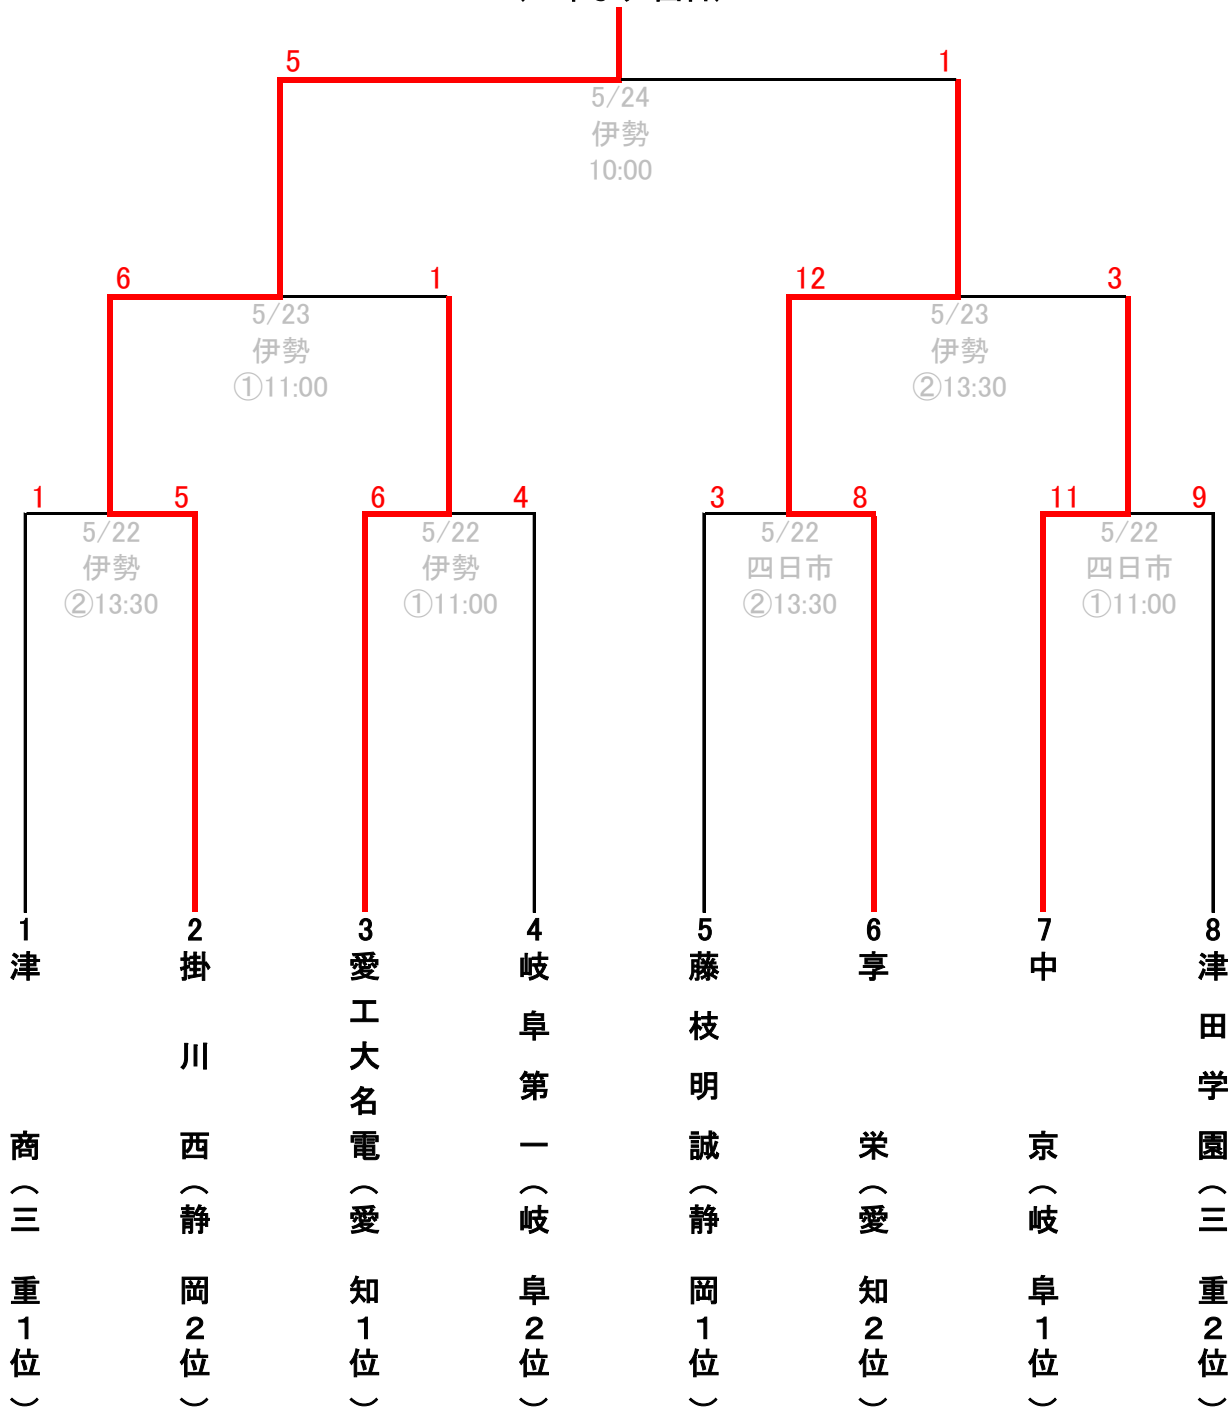 5
1
5/24
伊勢
10:00
6
1
12
3
5/23
伊勢
①11:00
5/23
伊勢
②13:30
1
5
6
4
3
8
11
9
5/22
伊勢
②13:30
5/22
伊勢
①11:00
5/22
四日市
②13:30
5/22
四日市
①11:00
1
津商(三重1位)
2
掛川西(静岡2位)
3
愛工大名電(愛知1位)
4
岐阜第一(岐阜2位)
5
藤枝明誠(静岡1位)
6
享栄(愛知2位)
7
中京(岐阜1位)
8
津田学園(三重2位)